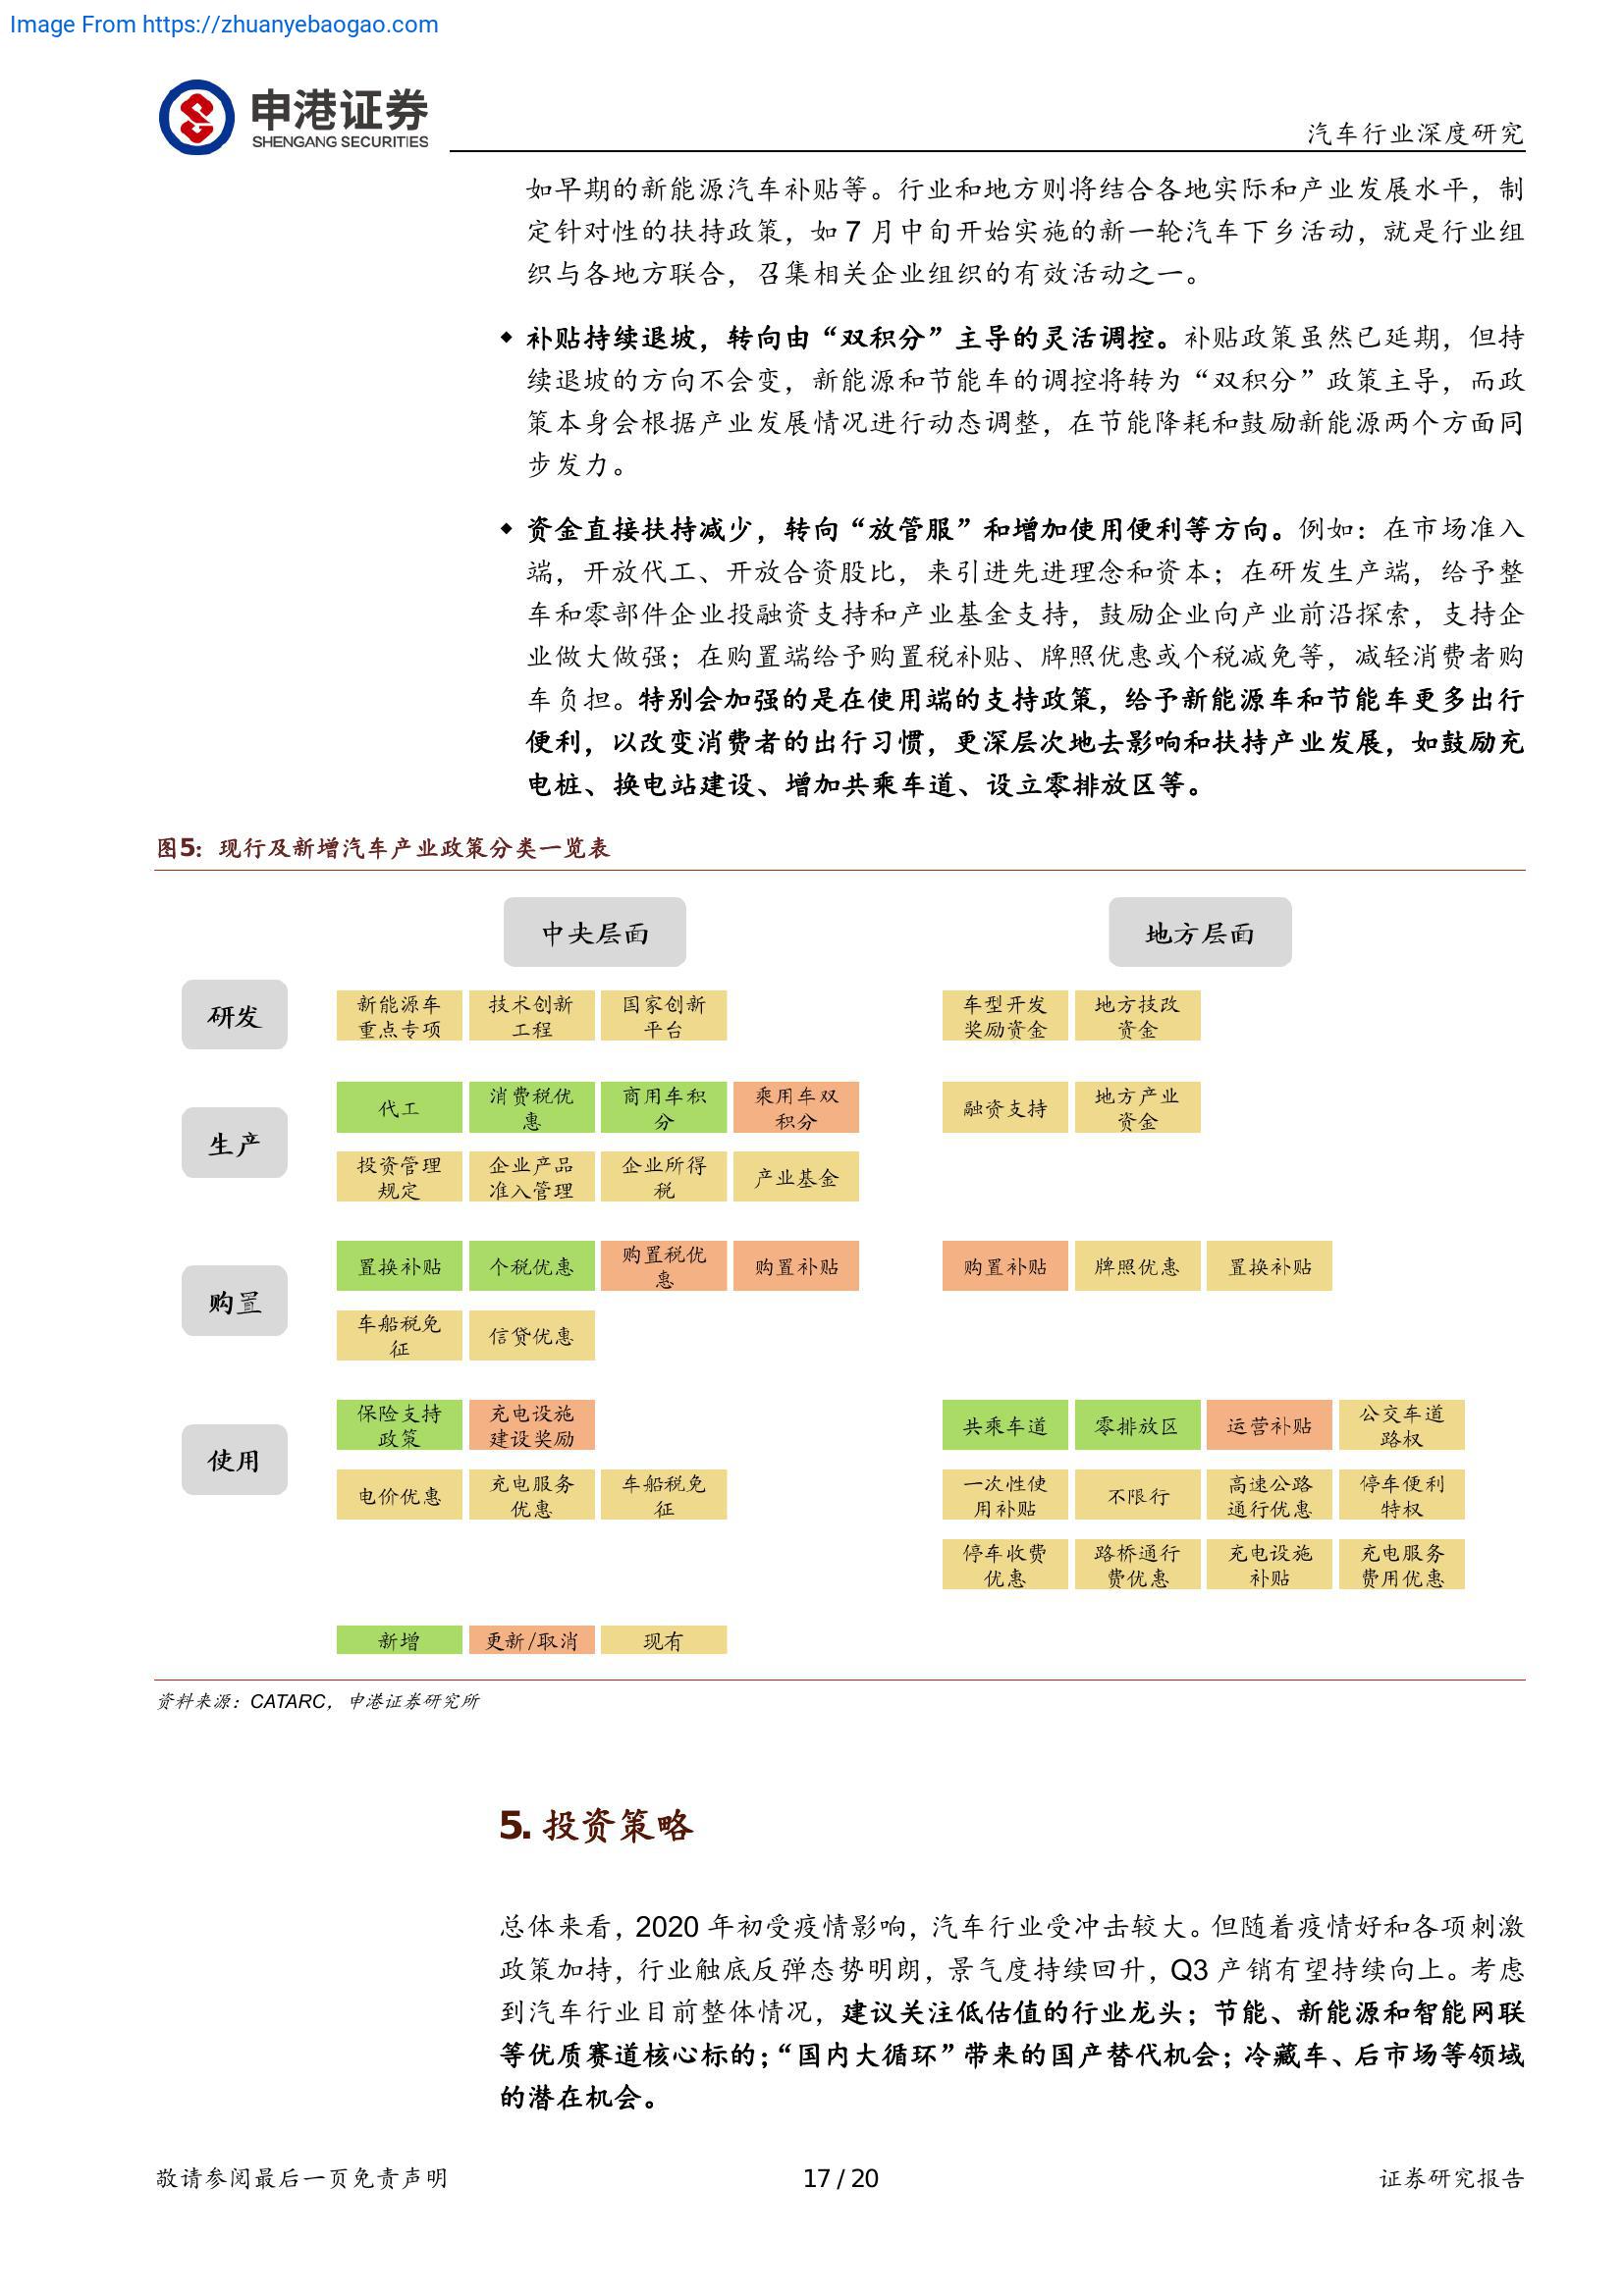 Image From https://zhuanyebaogao.com
申港证券
SHENGANG SECURITIES
汽车行业深度研究
如早期的新能源汽车补贴等。行业和地方则将结合各地实际和产业发展水平，制
定针对性的扶持政策，如 7 月中旬开始实施的新一轮汽车下乡活动，就是行业组
织与各地方联合，召集相关企业组织的有效活动之一。
◆ 补贴持续退坡，转向由“双积分”主导的灵活调控。补贴政策虽然已延期，但持
续退坡的方向不会变，新能源和节能车的调控将转为“双积分”政策主导，而政
策本身会根据产业发展情况进行动态调整，在节能降耗和鼓励新能源两个方面同
步发力。
◆ 资金直接扶持减少，转向“放管服”和增加使用便利等方向。例如：在市场准入
端，开放代工、开放合资股比，来引进先进理念和资本；在研发生产端，给予整
车和零部件企业投融资支持和产业基金支持，鼓励企业向产业前沿探索，支持企
业做大做强；在购置端给予购置税补贴、牌照优惠或个税减免等，减轻消费者购
车负担。特别会加强的是在使用端的支持政策，给予新能源车和节能车更多出行
便利，以改变消费者的出行习惯，更深层次地去影响和扶持产业发展，如鼓励充
电桩、换电站建设、增加共乘车道、设立零排放区等。
图5：现行及新增汽车产业政策分类一览表
中央层面
地方层面
研发
新能源车
重点专项
技术创新
工程
国家创新
平台
车型开发
奖励资金
地方技改
资金
生产
代工
消费税优
惠
商用车积
分
乘用车双
积分
融资支持
地方产业
资金
投资管理
规定
企业产品
准入管理
企业所得
税
产业基金
购置
置换补贴
个税优惠
购置税优
惠
购置补贴
购置补贴
牌照优惠
置换补贴
车船税免
征
信贷优惠
使用
保险支持
政策
充电设施
建设奖励
共乘车道
零排放区
运营补贴
公交车道
路权
电价优惠
充电服务
优惠
车船税免
征
一次性使
用补贴
不限行
高速公路
通行优惠
停车便利
特权
停车收费
优惠
路桥通行
费优惠
充电设施
补贴
充电服务
费用优惠
新增
更新/取消
现有
资料来源：CATARC，申港证券研究所
5. 投资策略
总体来看，2020 年初受疫情影响，汽车行业受冲击较大。但随着疫情好和各项刺激
政策加持，行业触底反弹态势明朗，景气度持续回升，Q3 产销有望持续向上。考虑
到汽车行业目前整体情况，建议关注低估值的行业龙头；节能、新能源和智能网联
等优质赛道核心标的；“国内大循环”带来的国产替代机会；冷藏车、后市场等领域
的潜在机会。
敬请参阅最后一页免责声明
17 / 20
证券研究报告